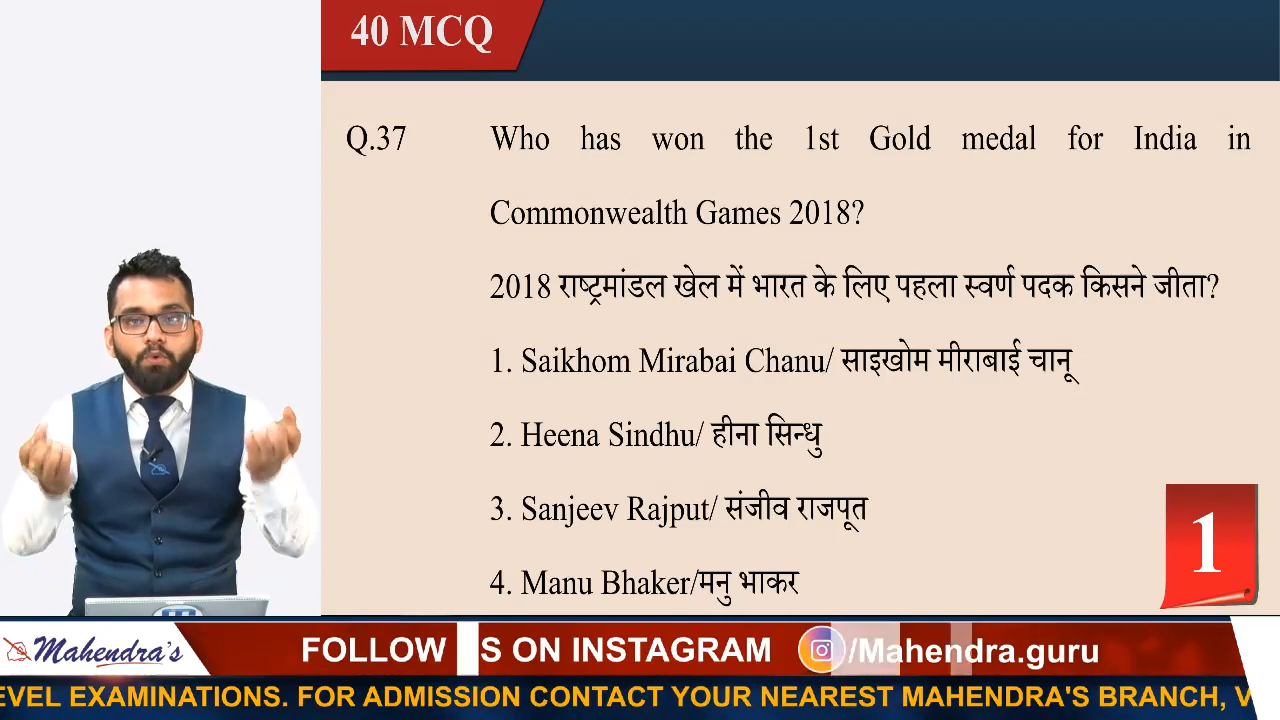 40 MCQ
Q.37 Who has won the 1st Gold medal for India in
Commonwealth Games 2018?
2018 राष्ट्रमांडल खेल में भारत के लिए पहला स्वर्ण पदक किसने जीता?
1. Saikhom Mirabai Chanu/ साइखोम मीराबाई चानू
2. Heena Sindhu/ हीना सिन्धु
3. Sanjeev Rajput/ संजीव राजपूत
4. Manu Bhaker/मनु भाकर
1
Mahendra's
FOLLOW S ON INSTAGRAM /Mahendra.guru
EVEL EXAMINATIONS. FOR ADMISSION CONTACT YOUR NEAREST MAHENDRA'S BRANCH, V